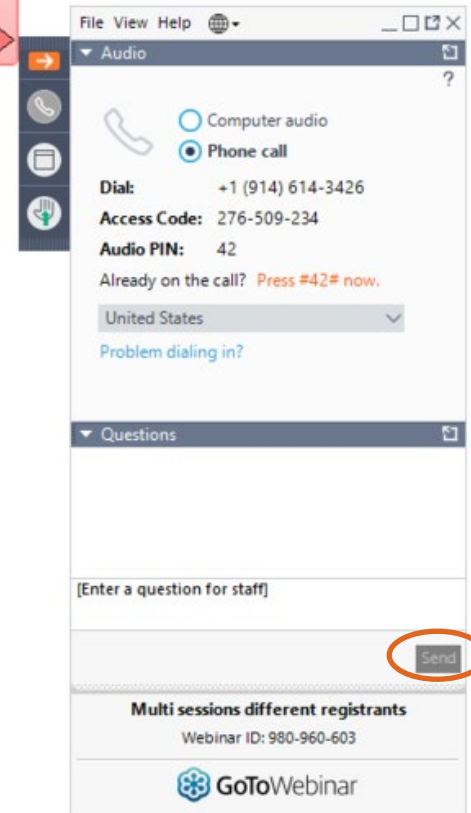 File View Help
Audio
?
Computer audio
Phone call
Dial: +1 (914) 614-3426
Access Code: 276-509-234
Audio PIN: 42
Already on the call? Press #42# now.
United States
Problem dialing in?
Questions
[Enter a question for staff]
Send
Multi sessions different registrants
Webinar ID: 980-960-603
GoToWebinar